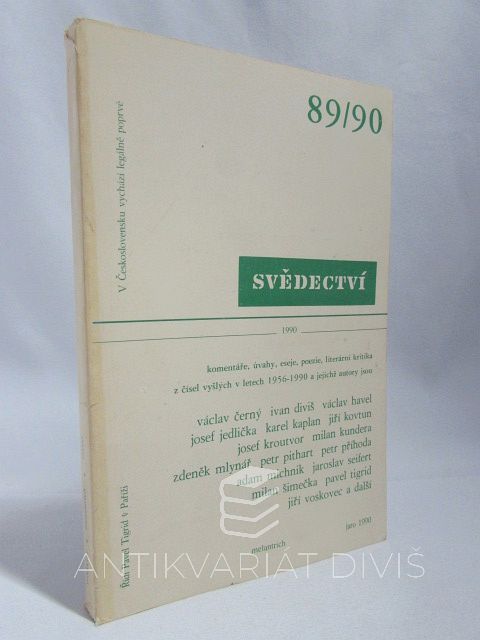 89/90
V Československu vychází legálně poprvé
SVĚDECTVÍ
1990
komentáře, úvahy, eseje, poezie, literární kritika
z čísel vyšlých v letech 1956-1990 a jejichž autory jsou
václav černý ivan diviš václav havel
josef jedlička karel kaplan jiří kovtun
josef kroutvor milan kundera
zdeněk mlynář petr pithart petr příhoda
adam michnik jaroslav seifert
milan šimečka pavel tigrid
jiří voskovec a další
Řídí Pavel Tigrid v Paříži
jaro 1990
melantrich
ANTIKVARIÁT DIVIŠ